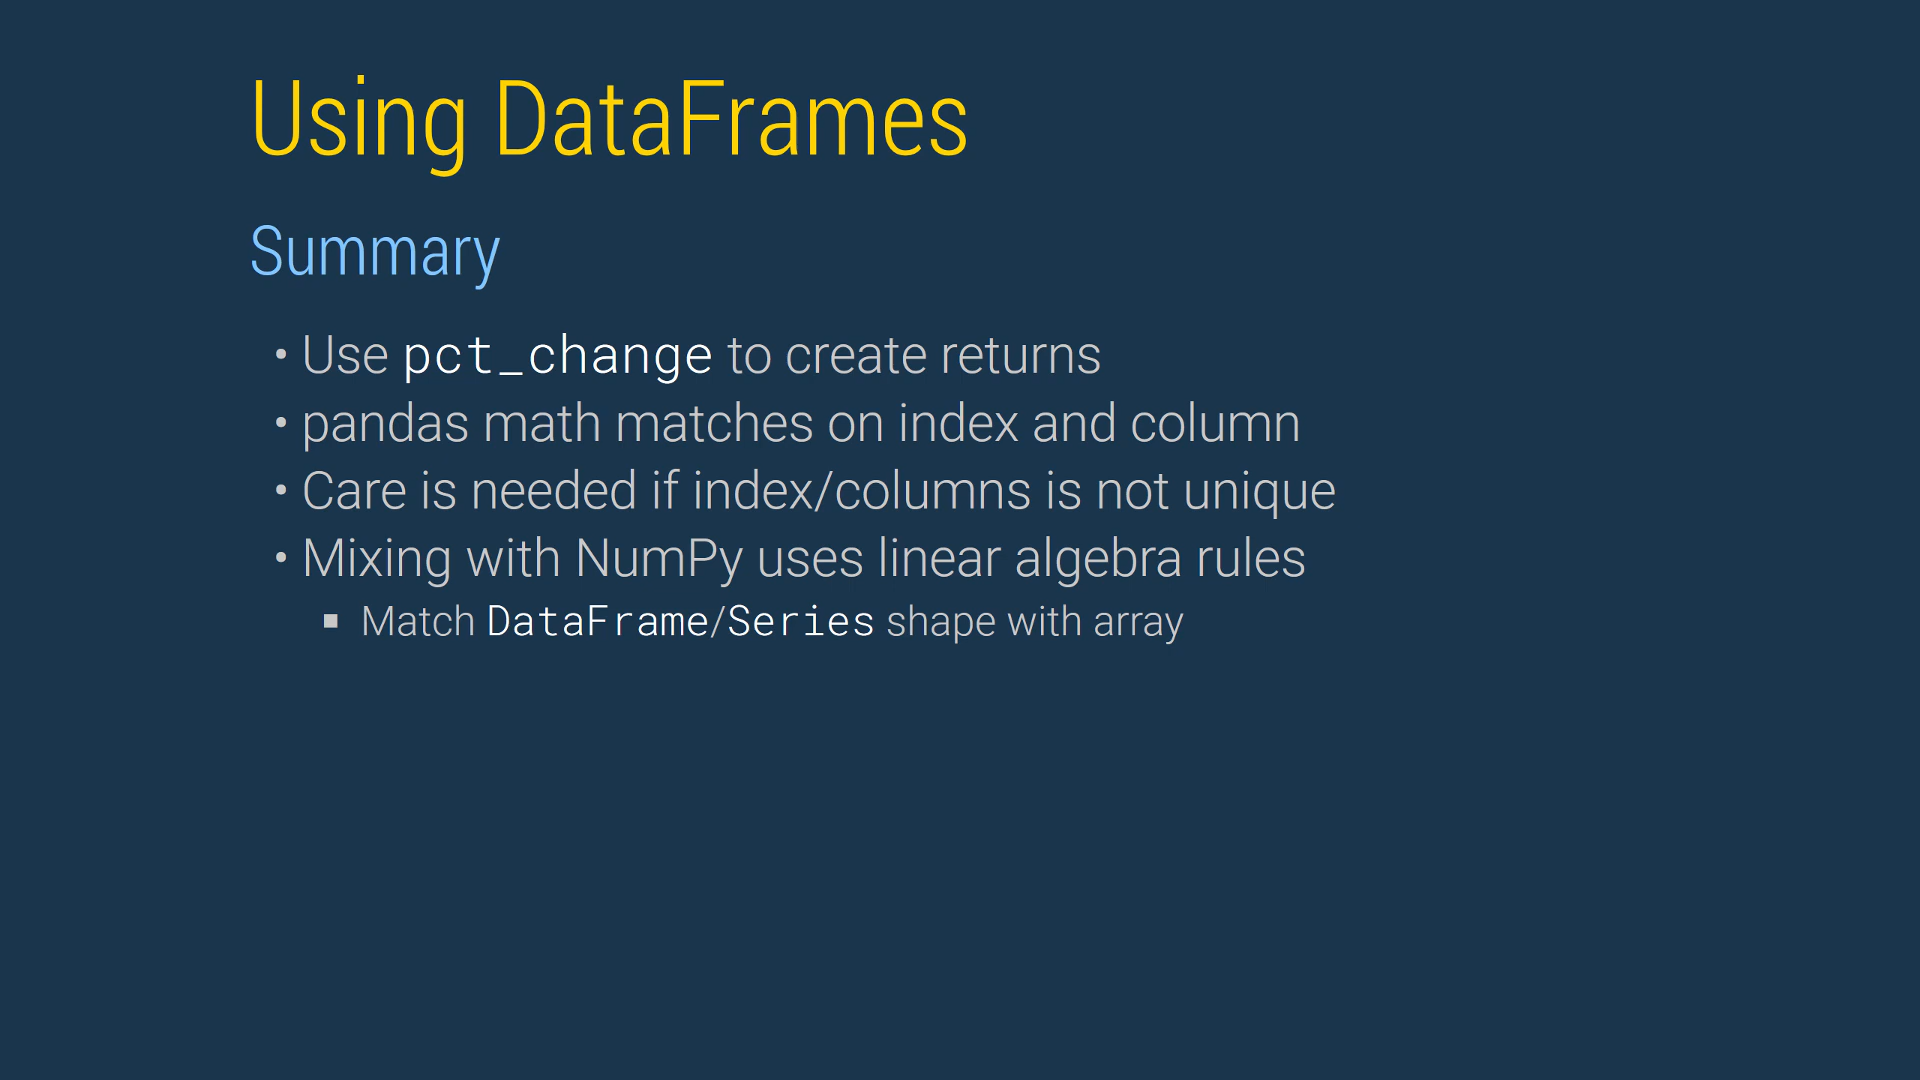 Using DataFrames
Summary
• Use pct_change to create returns
• pandas math matches on index and column
• Care is needed if index/columns is not unique
• Mixing with NumPy uses linear algebra rules
▪ Match DataFrame/Series shape with array